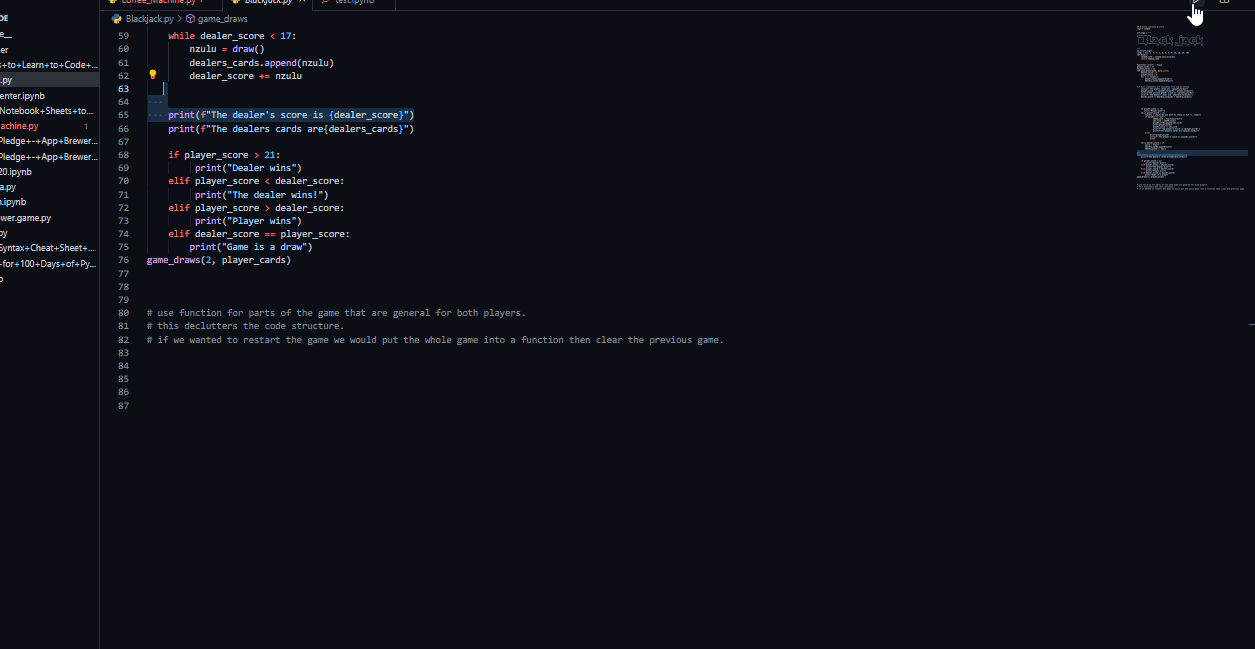 DE
Coffee_Machine.py
Blackjack.py
test.ipynb
Blackjack.py > game_draws
s+to+Learn+to+Code+...
.py
enter.ipynb
Notebook+Sheets+to...
achine.py 1
Pledge+-+App+Brewer...
Pledge+-+App+Brewer...
20.ipynb
a.py
n.ipynb
ower.game.py
py
Syntax+Cheat+Sheet+...
-for+100+Days+of+Py...
59 while dealer_score < 17:
60 nzulu = draw()
61 dealers_cards.append(nzulu)
62 dealer_score += nzulu
63
64
65 print(f"The dealer's score is {dealer_score}")
66 print(f"The dealers cards are{dealers_cards}")
67
68 if player_score > 21:
69 print("Dealer wins")
70 elif player_score < dealer_score:
71 print("The dealer wins!")
72 elif player_score > dealer_score:
73 print("Player wins")
74 elif dealer_score == player_score:
75 print("Game is a draw")
76 game_draws(2, player_cards)
77
78
79
80 # use function for parts of the game that are general for both players.
81 # this declutters the code structure.
82 # if we wanted to restart the game we would put the whole game into a function then clear the previous game.
83
84
85
86
87